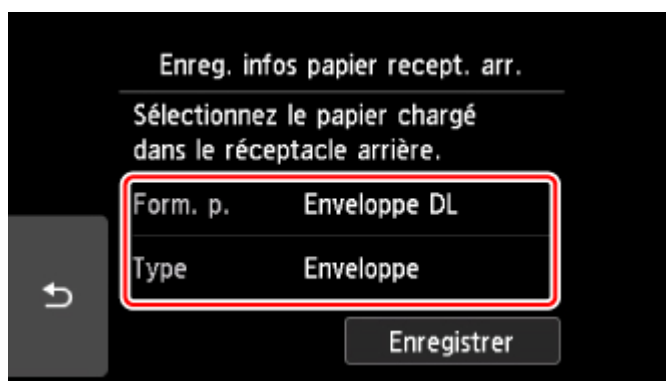 Enreg. infos papier recept. arr.
Sélectionnez le papier chargé
dans le réceptacle arrière.
Form. p. Enveloppe DL
Type Enveloppe
Enregistrer